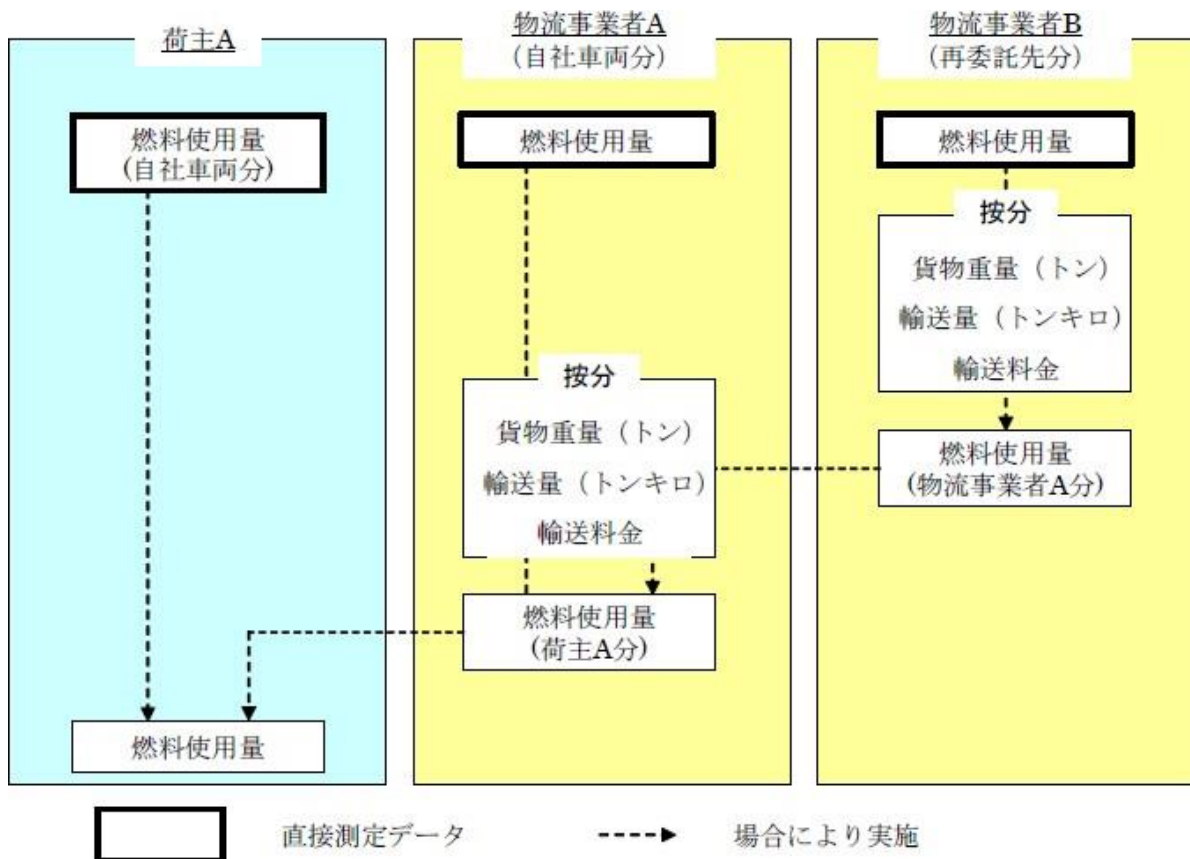 荷主A
燃料使用量
(自社車両分)
燃料使用量
物流事業者A
(自社車両分)
燃料使用量
按分
貨物重量（トン）
輸送量（トンキロ）
輸送料金
燃料使用量
(荷主A分)
物流事業者B
(再委託先分)
燃料使用量
按分
貨物重量（トン）
輸送量（トンキロ）
輸送料金
燃料使用量
(物流事業者A分)
直接測定データ
場合により実施